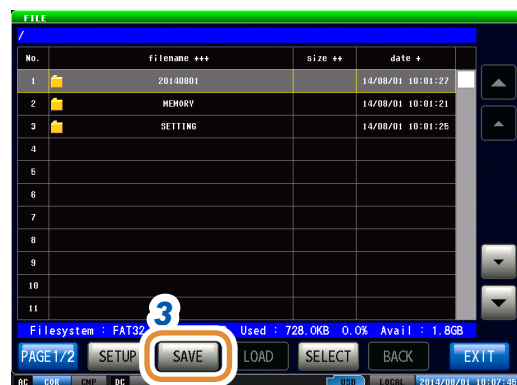 FILE
/
No. filename +++ size ++ date +
1 20140801 14/08/01 10:01:27
2 MEMORY 14/08/01 10:01:21
3 SETTING 14/08/01 10:01:25
4
5
6
7
8
9
10
11
3
Filesystem : FAT32 Used : 728.0KB 0.0% Avail : 1.8GB
PAGE1/2 SETUP SAVE LOAD SELECT BACK EXIT
AC COR CMP DC USB LOCAL 2014/08/01 10:07:45